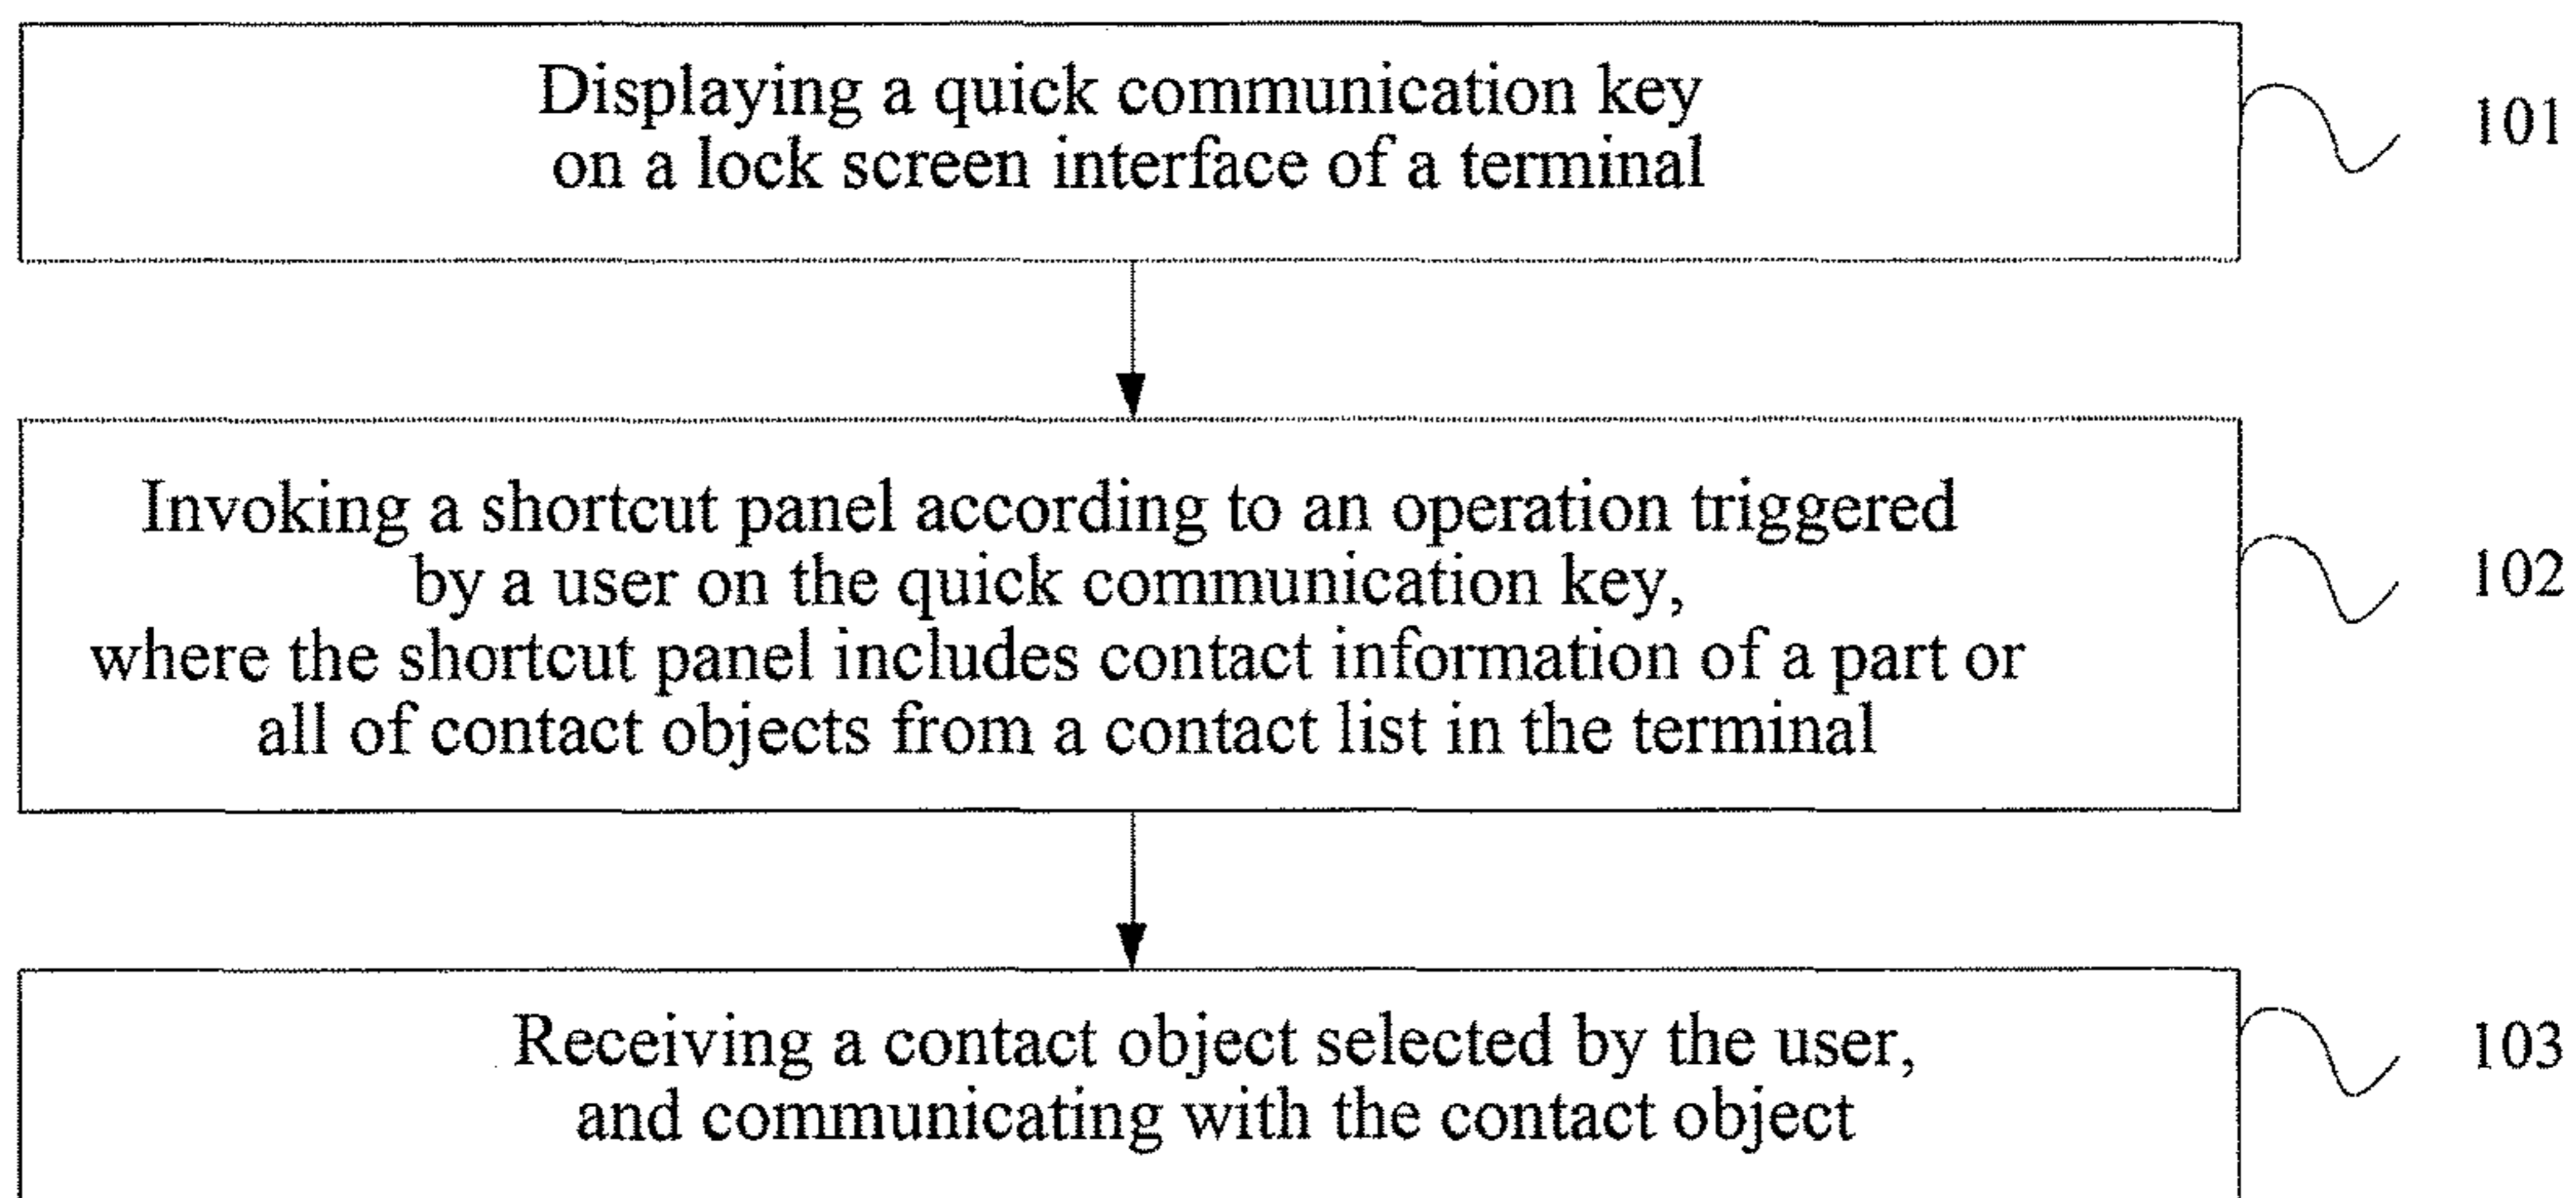 Displaying a quick communication key
on a lock screen interface of a terminal
101
Invoking a shortcut panel according to an operation triggered
by a user on the quick communication key,
where the shortcut panel includes contact information of a part or
all of contact objects from a contact list in the terminal
102
Receiving a contact object selected by the user,
and communicating with the contact object
103